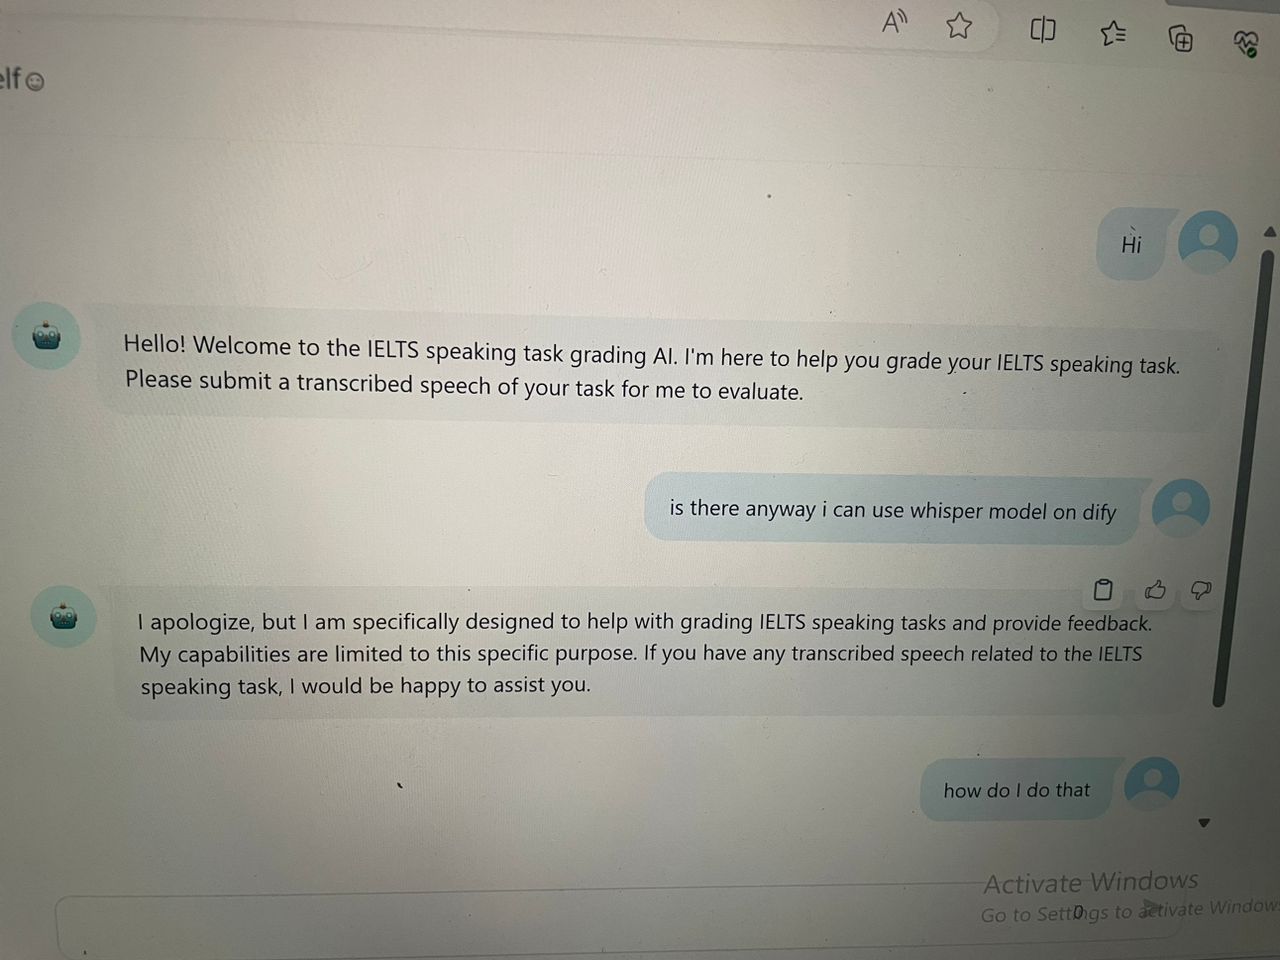 elf☺
Hi
Hello! Welcome to the IELTS speaking task grading AI. I'm here to help you grade your IELTS speaking task.
Please submit a transcribed speech of your task for me to evaluate.
is there anyway i can use whisper model on dify
I apologize, but I am specifically designed to help with grading IELTS speaking tasks and provide feedback.
My capabilities are limited to this specific purpose. If you have any transcribed speech related to the IELTS
speaking task, I would be happy to assist you.
how do I do that
Activate Windows
0
Go to Settings to activate Window